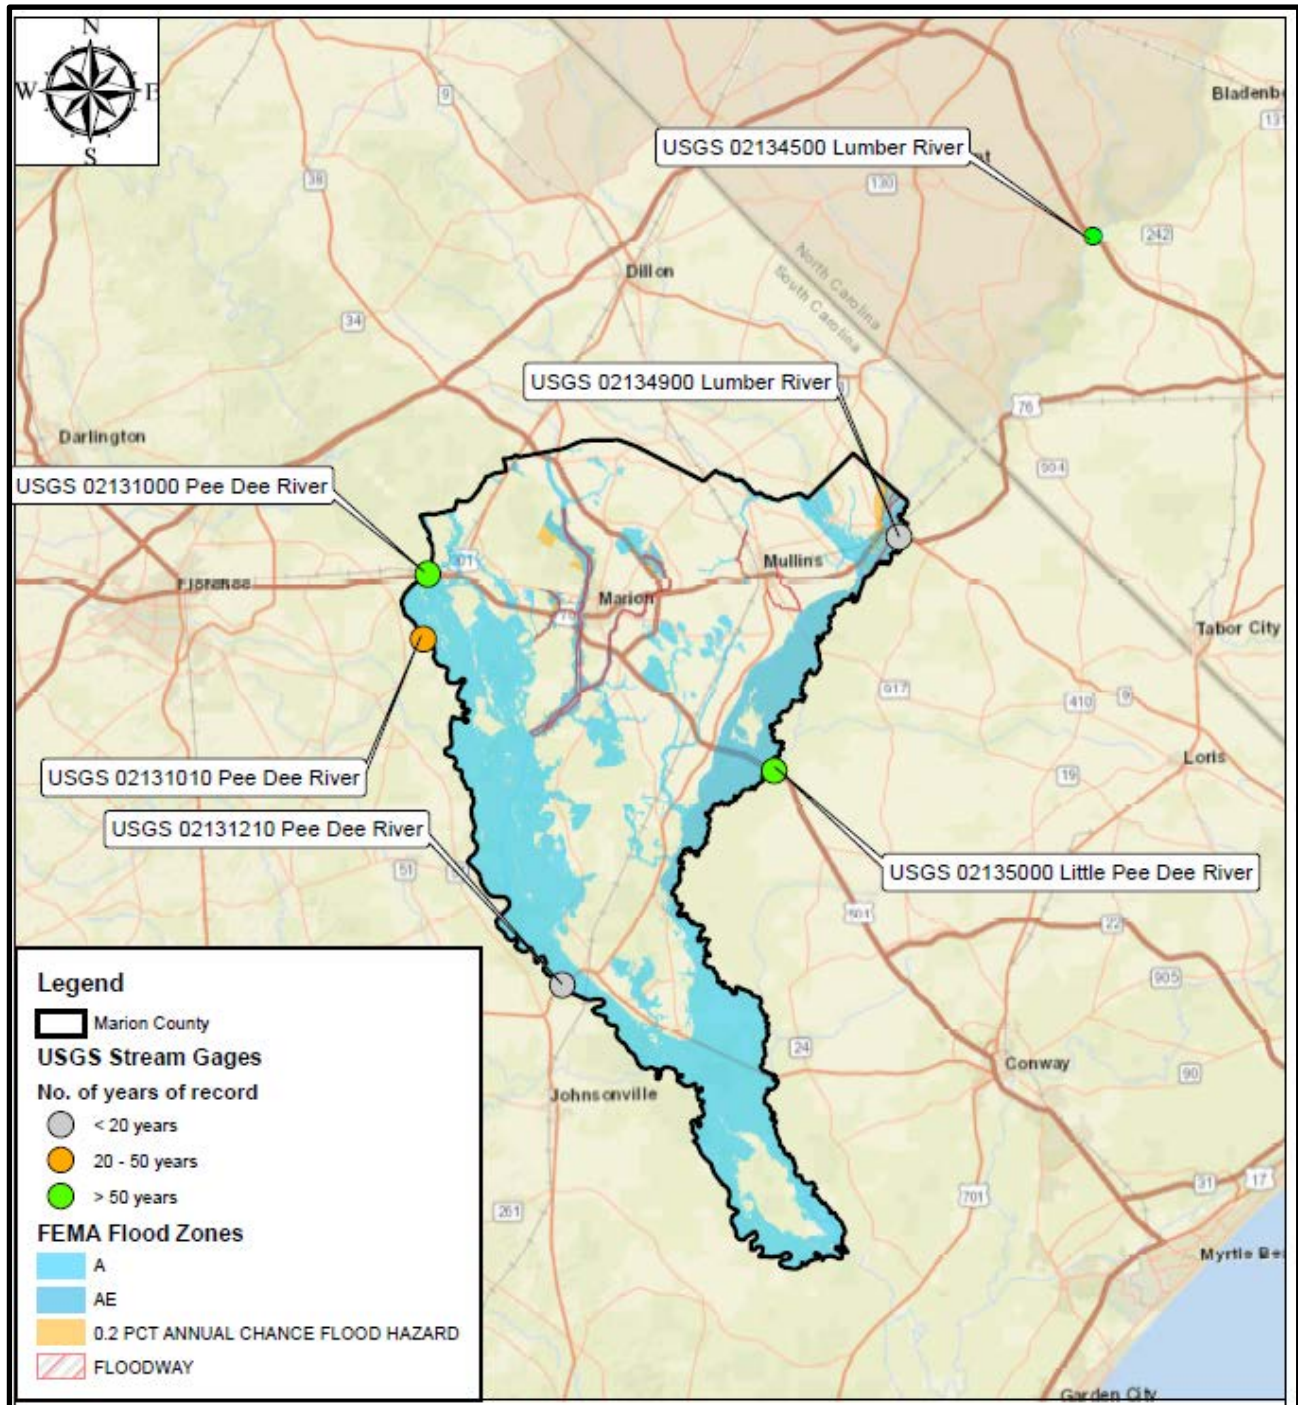 N
W E
S
9
Bladenb
131
USGS 02134500 Lumber River
130
38
242
North Carolina
South Carolina
Dillon
34
USGS 02134900 Lumber River
76
Darlington
904
USGS 02131000 Pee Dee River
301
Mullins
Florence
Marion
76
Tabor City
917
410
9
USGS 02131010 Pee Dee River
Loris
19
USGS 02131210 Pee Dee River
51
USGS 02135000 Little Pee Dee River
501
22
905
Legend
Marion County
USGS Stream Gages
No. of years of record
< 20 years
20 - 50 years
> 50 years
FEMA Flood Zones
A
AE
0.2 PCT ANNUAL CHANCE FLOOD HAZARD
FLOODWAY
24
Conway
90
Johnsonville
261
701
31
17
Myrtle Be
Garden City